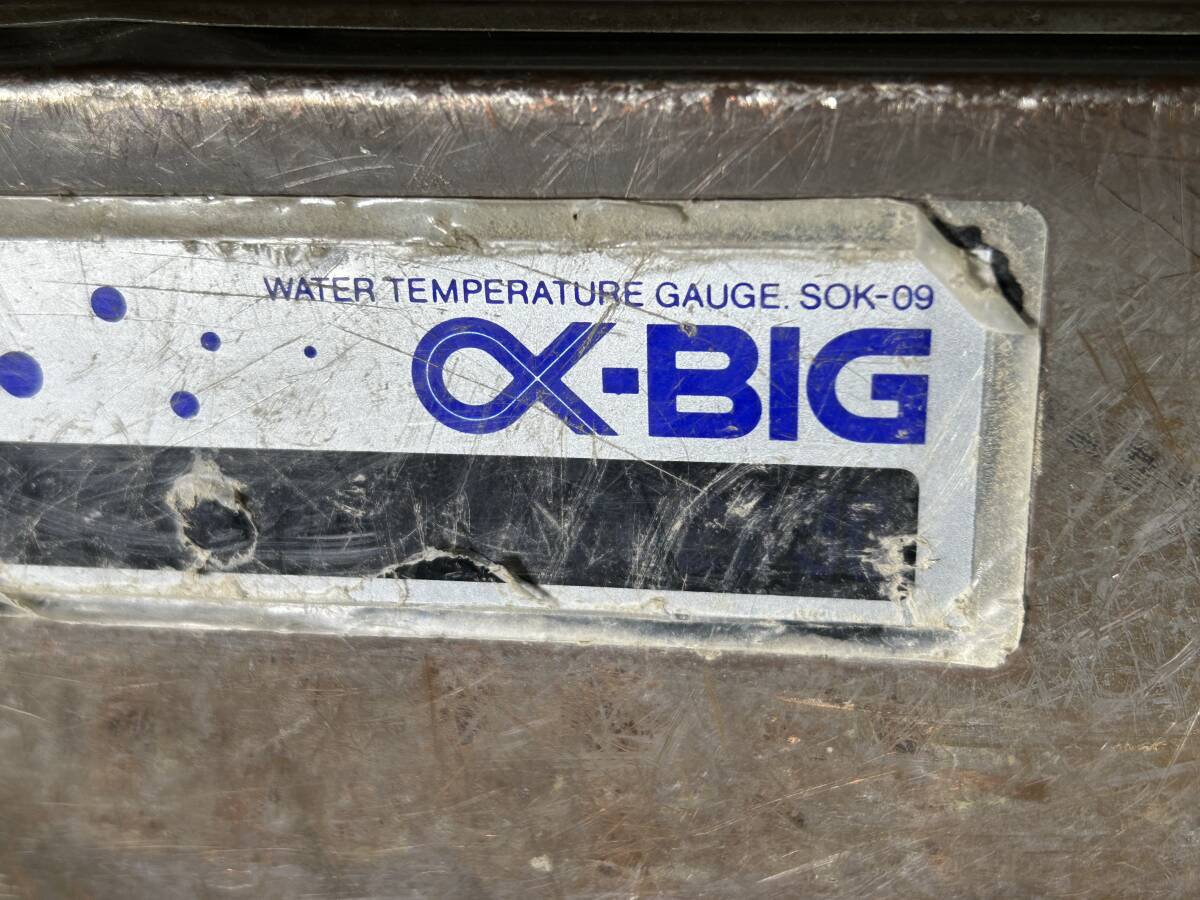 WATER TEMPERATURE GAUGE. SOK-09
α-BIG